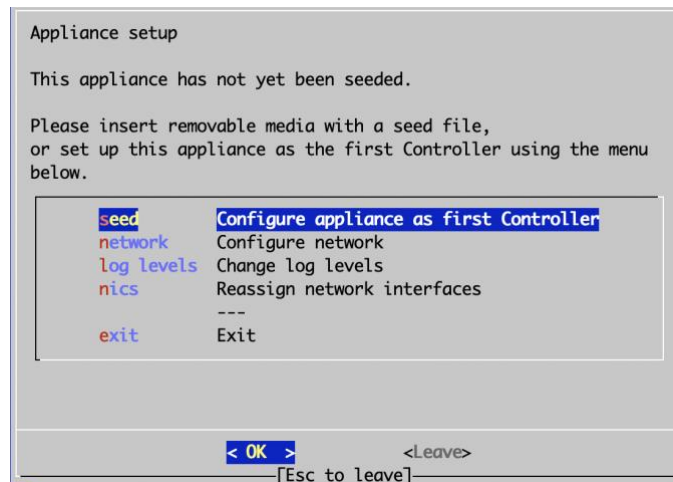 Appliance setup
This appliance has not yet been seeded.
Please insert removable media with a seed file,
or set up this appliance as the first Controller using the menu
below.
seed Configure appliance as first Controller
network Configure network
log levels Change log levels
nics Reassign network interfaces
---
exit Exit
< OK > <Leave>
[Esc to leave]